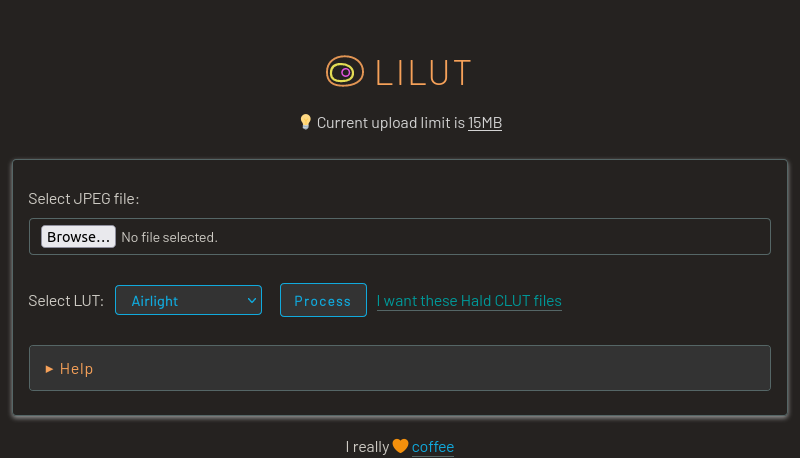 LILUT
💡 Current upload limit is 15MB
Select JPEG file:
Browse... No file selected.
Select LUT: Airlight Process I want these Hald CLUT files
▸ Help
I really 🧡 coffee